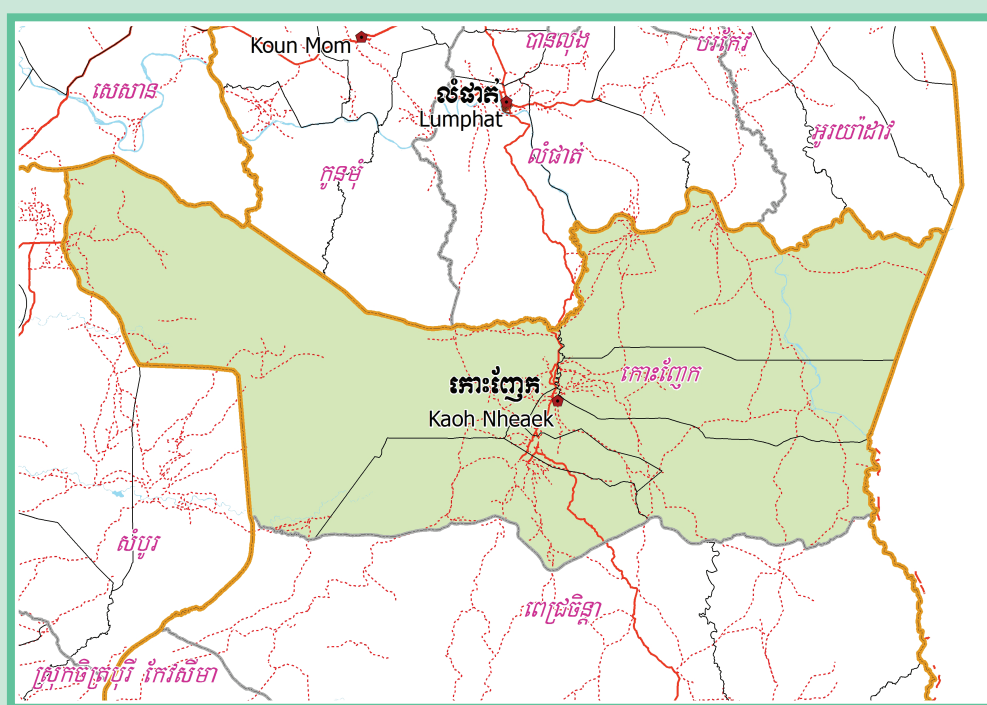 Koun Mom
បានលុង
បរកែវ
សេសាន
លំផាត់
Lumphat
អូរយ៉ាដាវ
កូនមុំ
លំផាត់
កោះញែក
កោះញែក
Kaoh Nheaek
សំបូរ
ពេជ្រចិន្តា
ស្រុកចិត្របុរី កែវសីមា